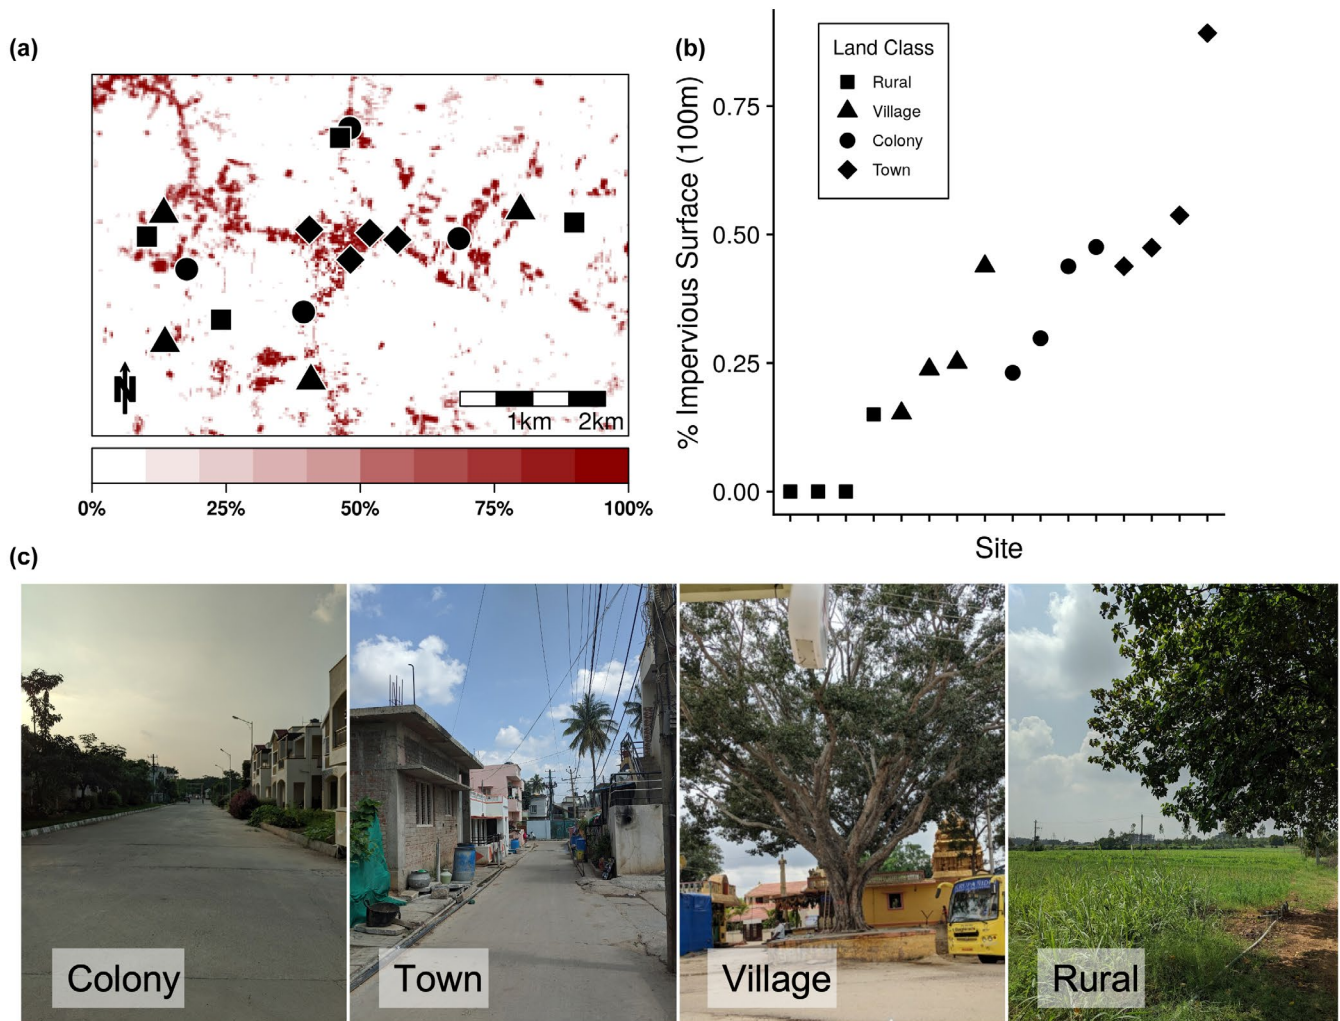 (a)
N
1km 2km
0% 25% 50% 75% 100%
(b)
% Impervious Surface (100m)
0.75
0.50
0.25
0.00
Land Class
Rural
Village
Colony
Town
Site
(c)
Colony
Town
Village
Rural